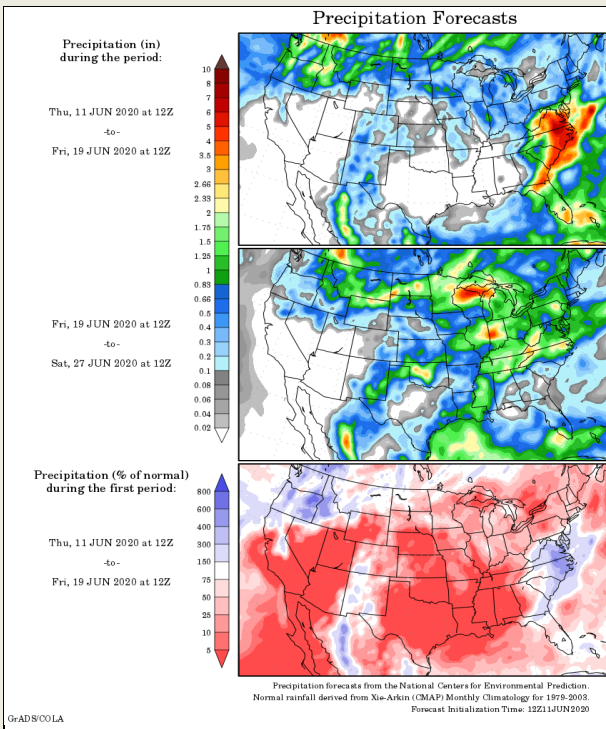 Precipitation Forecasts
Precipitation (in)
during the period:
Thu, 11 JUN 2020 at 12Z
-to-
Fri, 19 JUN 2020 at 12Z
10
8
7
6
5
4
3.5
3
2.66
2.33
2
1.75
1.5
1.25
1
0.83
0.66
0.5
0.4
0.3
0.2
0.1
0.08
0.06
0.04
0.02
Fri, 19 JUN 2020 at 12Z
-to-
Sat, 27 JUN 2020 at 12Z
Precipitation (% of normal)
during the first period:
Thu, 11 JUN 2020 at 12Z
-to-
Fri, 19 JUN 2020 at 12Z
800
600
400
300
150
75
50
25
10
5
Precipitation forecasts from the National Centers for Environmental Prediction.
Normal rainfall derived from Xie-Arkin (CMAP) Monthly Climatology for 1979-2003.
Forecast Initialization Time: 12Z11JUN2020
GrADS/COLA